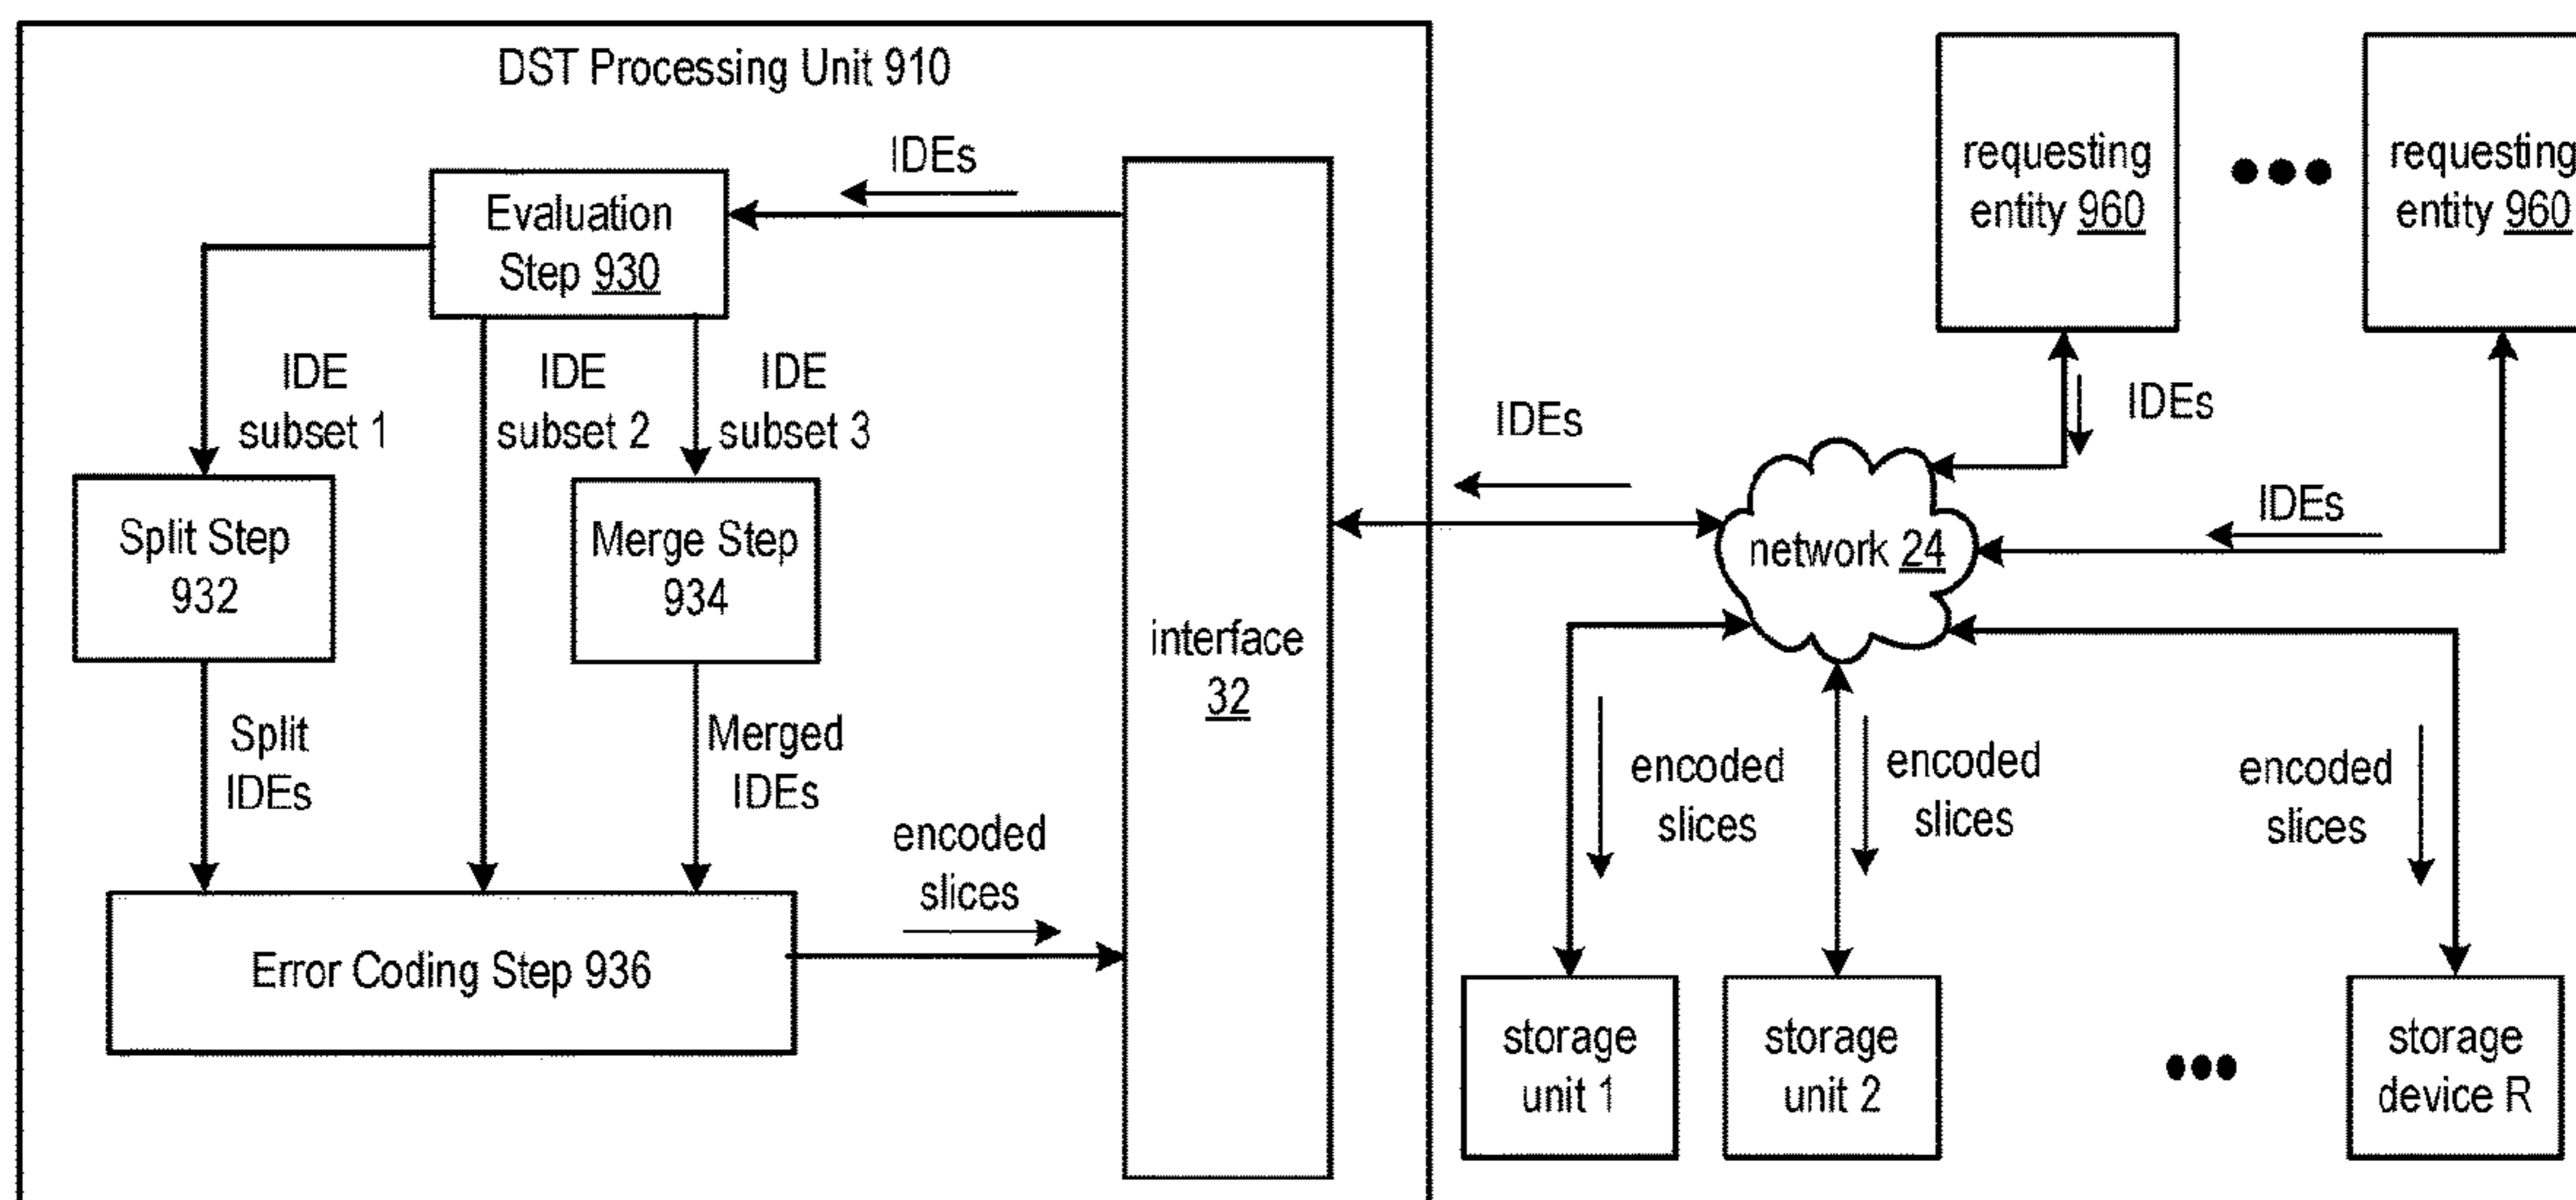 DST Processing Unit 910
IDEs
Evaluation
Step 930
IDE
subset 1
IDE
subset 2
IDE
subset 3
Split Step
932
Merge Step
934
Split
IDEs
Merged
IDEs
encoded
slices
Error Coding Step 936
interface
32
IDEs
network 24
requesting
entity 960
requesting
entity 960
IDEs
IDEs
encoded
slices
encoded
slices
encoded
slices
storage
unit 1
storage
unit 2
storage
device R